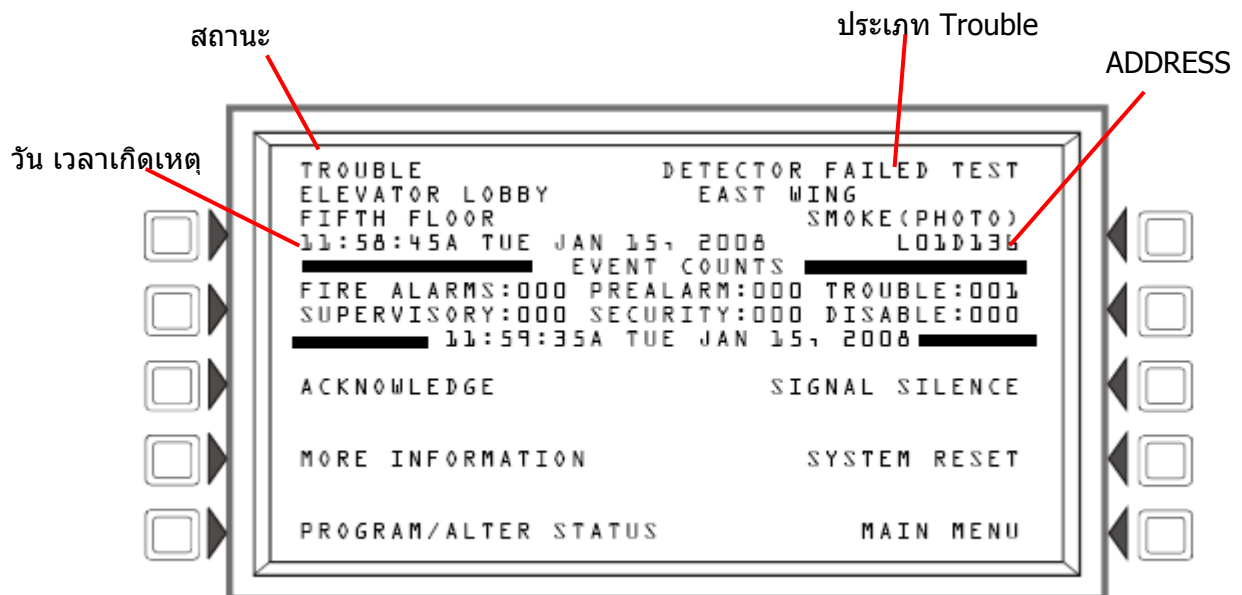 สถานะ
ประเภท Trouble
ADDRESS
วัน เวลาเกิดเหตุ
TROUBLE DETECTOR FAILED TEST
ELEVATOR LOBBY EAST WING
FIFTH FLOOR SMOKE(PHOTO)
11:58:45A TUE JAN 15, 2008 L01D136
EVENT COUNTS
FIRE ALARMS:000 PREALARM:000 TROUBLE:001
SUPERVISORY:000 SECURITY:000 DISABLE:000
11:59:35A TUE JAN 15, 2008
ACKNOWLEDGE SIGNAL SILENCE
MORE INFORMATION SYSTEM RESET
PROGRAM/ALTER STATUS MAIN MENU